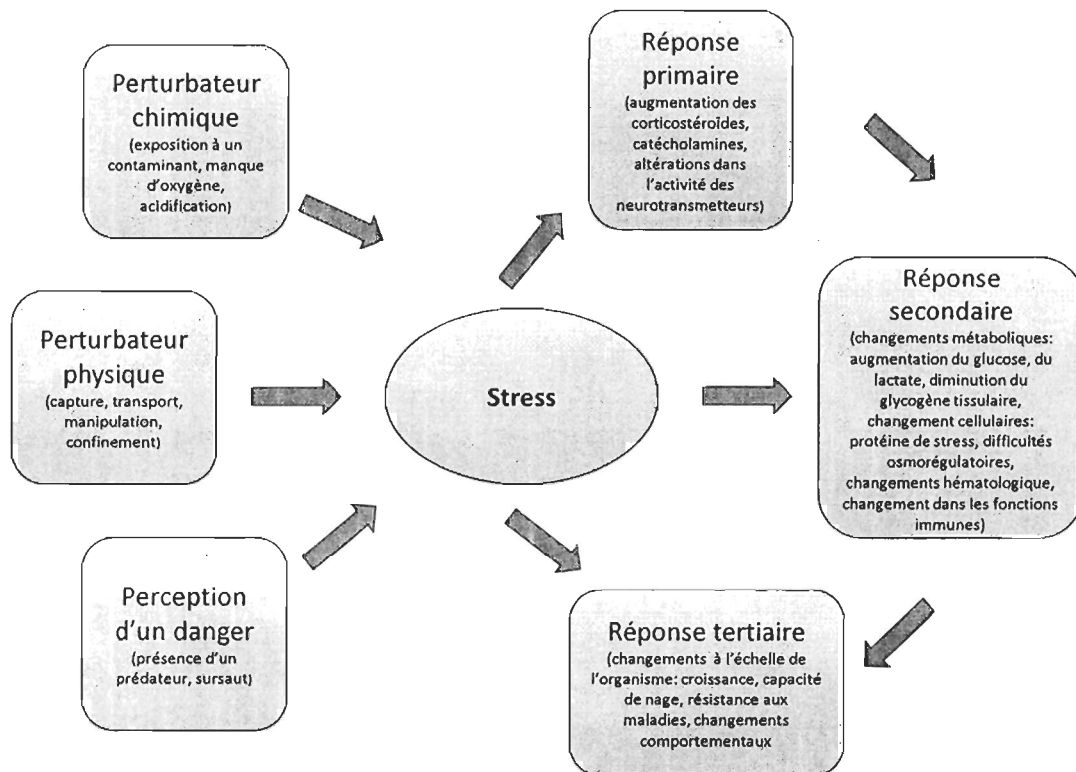 Perturbateur
chimique
(exposition à un
contaminant, manque
d'oxygène,
acidification)
Perturbateur
physique
(capture, transport,
manipulation,
confinement)
Perception
d'un danger
(présence d'un
prédateur, sursaut)
Stress
Réponse
primaire
(augmentation des
corticostéroïdes,
catécholamines,
altérations dans
l'activité des
neurotransmetteurs)
Réponse
secondaire
(changements métaboliques:
augmentation du glucose, du
lactate, diminution du
glycogène tissulaire,
changement cellulaires:
protéine de stress, difficultés
osmorégulatoires,
changements hématologique,
changement dans les fonctions
immunes)
Réponse tertiaire
(changements à l'échelle de
l'organisme: croissance, capacité
de nage, résistance aux
maladies, changements
comportementaux